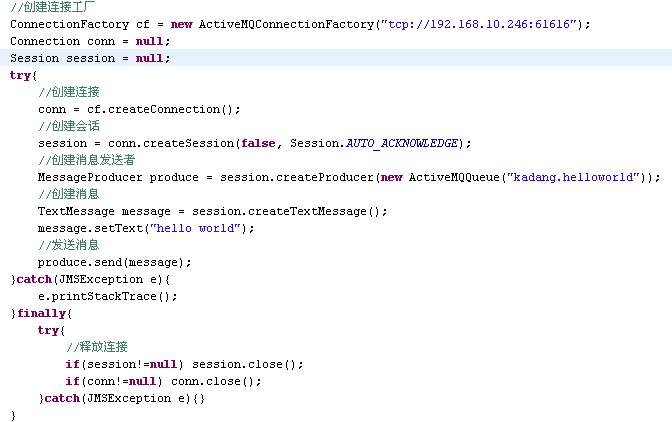 //创建连接工厂
ConnectionFactory cf = new ActiveMQConnectionFactory("tcp://192.168.10.246:61616");
Connection conn = null;
Session session = null;
try{
    //创建连接
    conn = cf.createConnection();
    //创建会话
    session = conn.createSession(false, Session.AUTO_ACKNOWLEDGE);
    //创建消息发送者
    MessageProducer produce = session.createProducer(new ActiveMQQueue("kadang.helloworld"));
    //创建消息
    TextMessage message = session.createTextMessage();
    message.setText("hello world");
    //发送消息
    produce.send(message);
}catch(JMSException e){
    e.printStackTrace();
}finally{
    try{
        //释放连接
        if(session!=null) session.close();
        if(conn!=null) conn.close();
    }catch(JMSException e){}
}